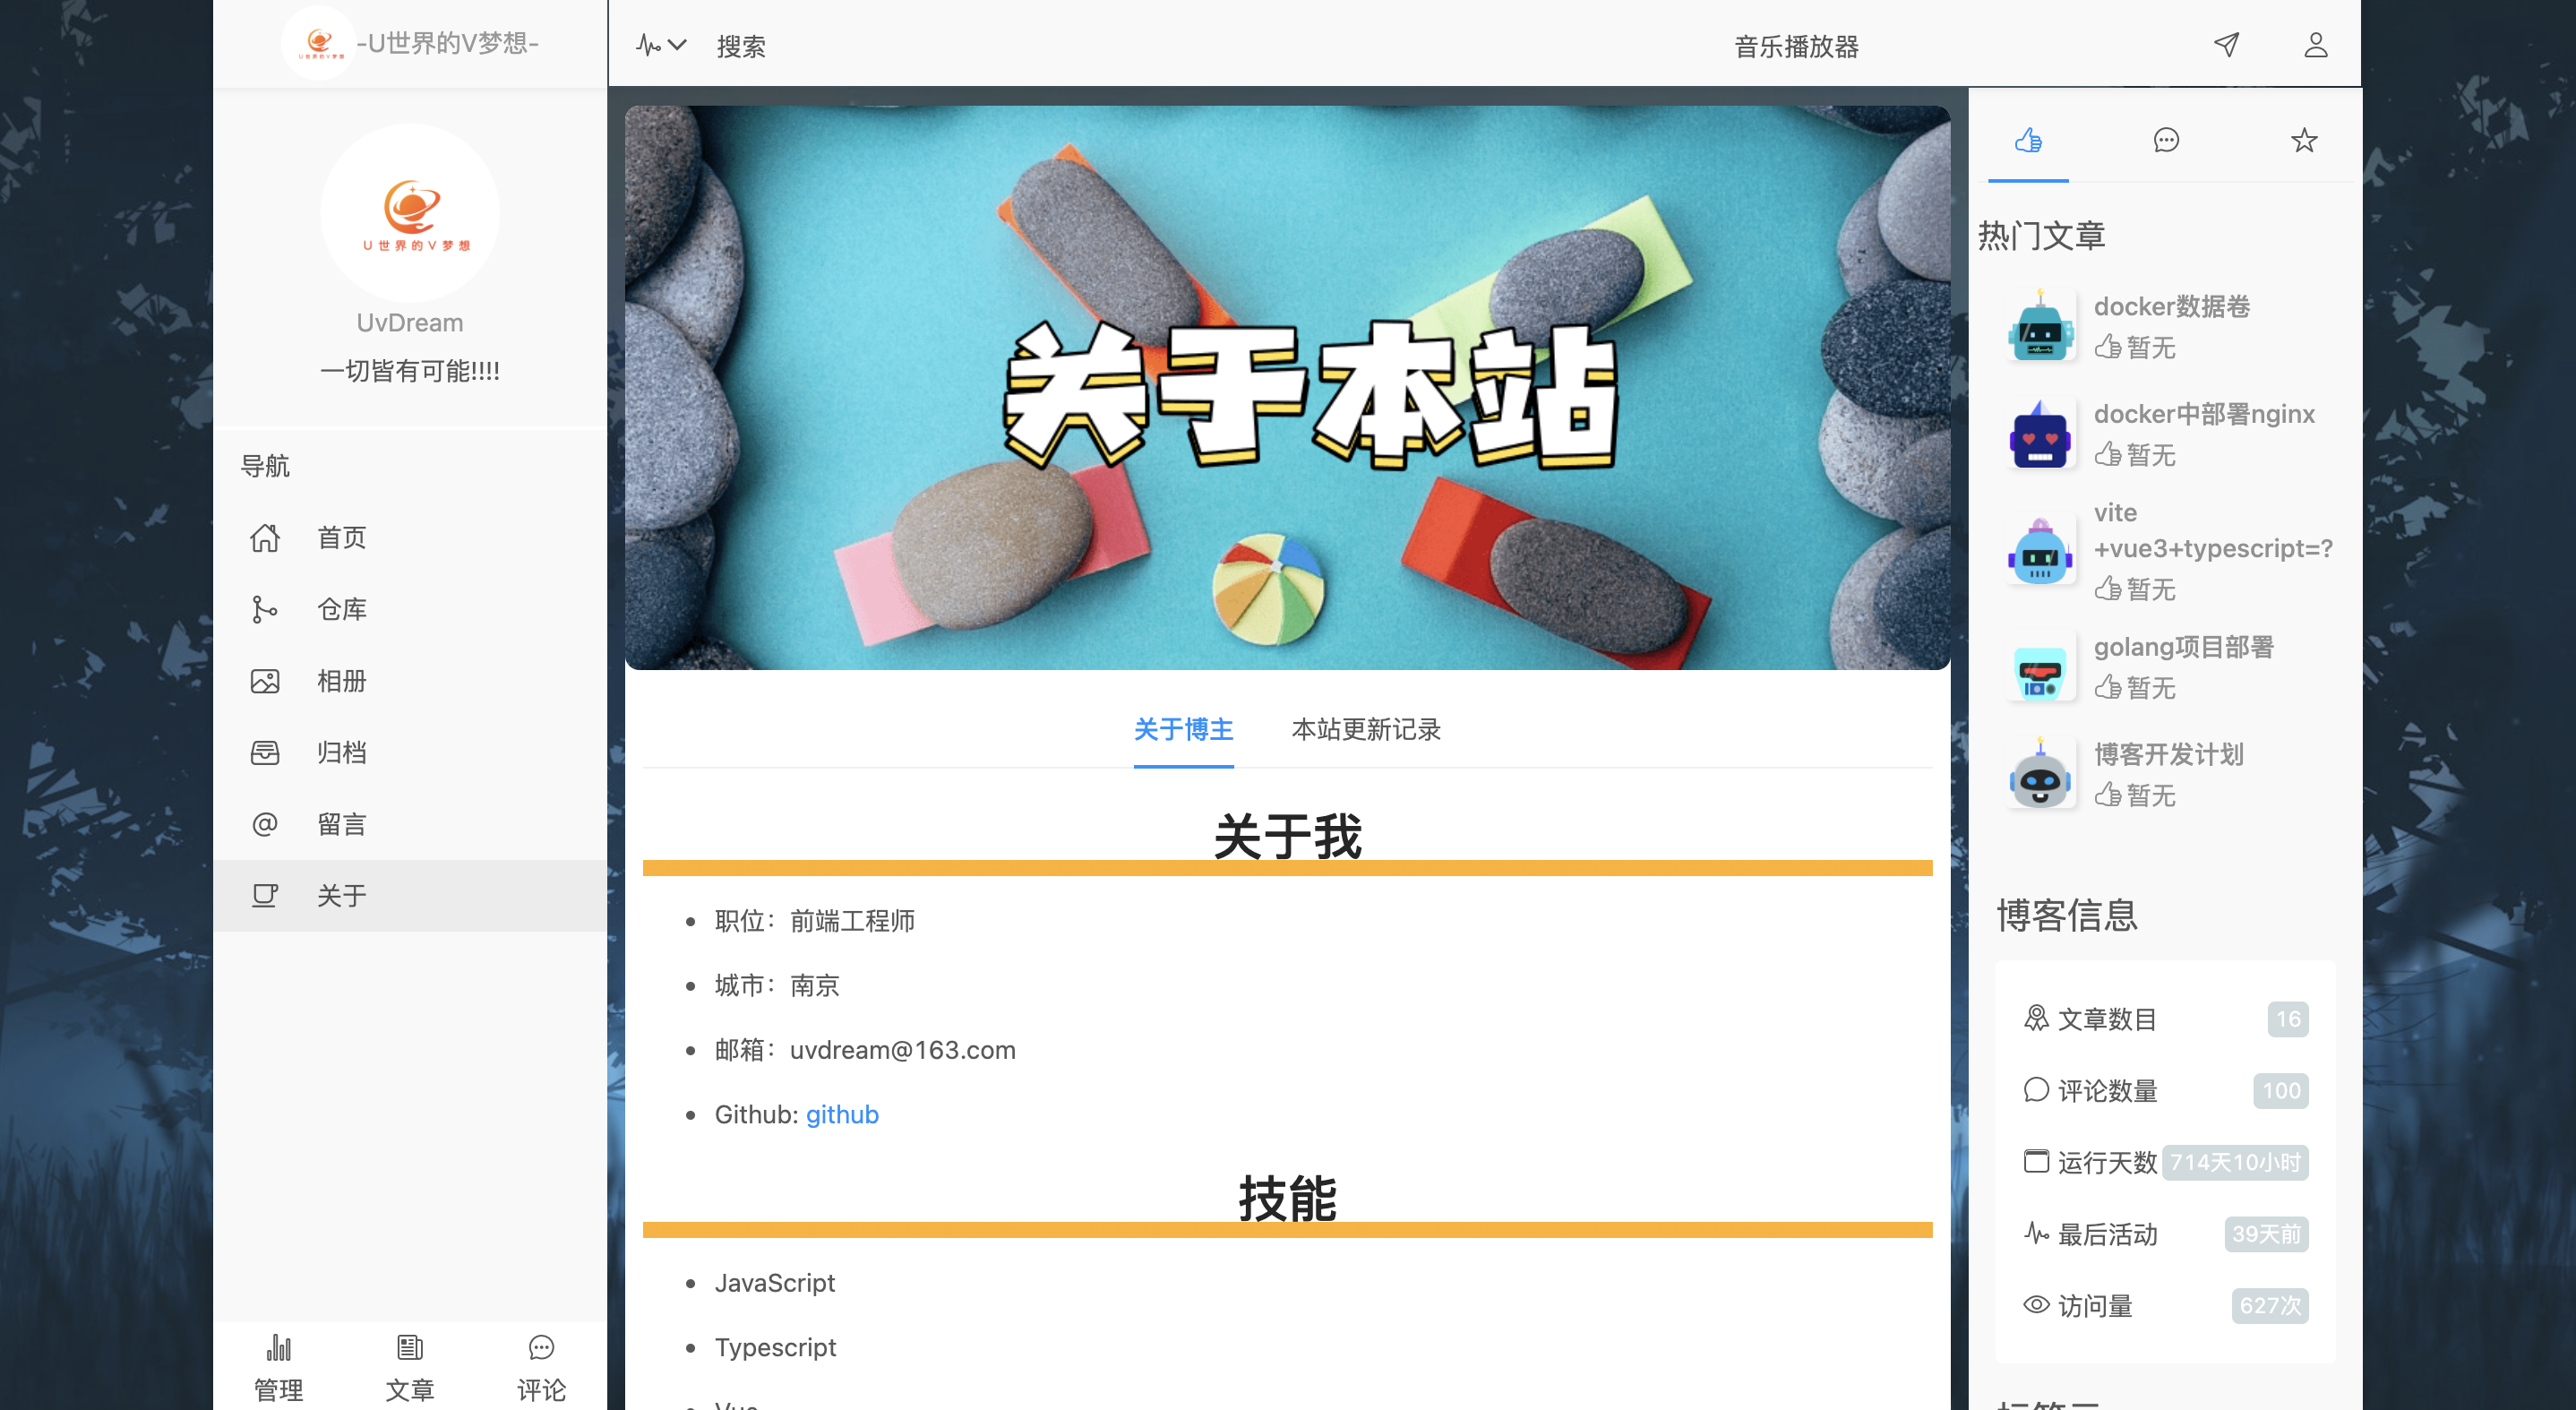 U世界的V梦想
-U世界的V梦想-
搜索
音乐播放器
U世界的V梦想
UvDream
一切皆有可能!!!!
导航
首页
仓库
相册
归档
留言
关于
管理
文章
评论
关于本站
关于博主
本站更新记录
关于我
职位：前端工程师
城市：南京
邮箱：uvdream@163.com
Github: github
技能
JavaScript
Typescript
热门文章
docker数据卷
暂无
docker中部署nginx
暂无
vite
+vue3+typescript=?
暂无
golang项目部署
暂无
博客开发计划
暂无
博客信息
文章数目 16
评论数量 100
运行天数 714天10小时
最后活动 39天前
访问量 627次